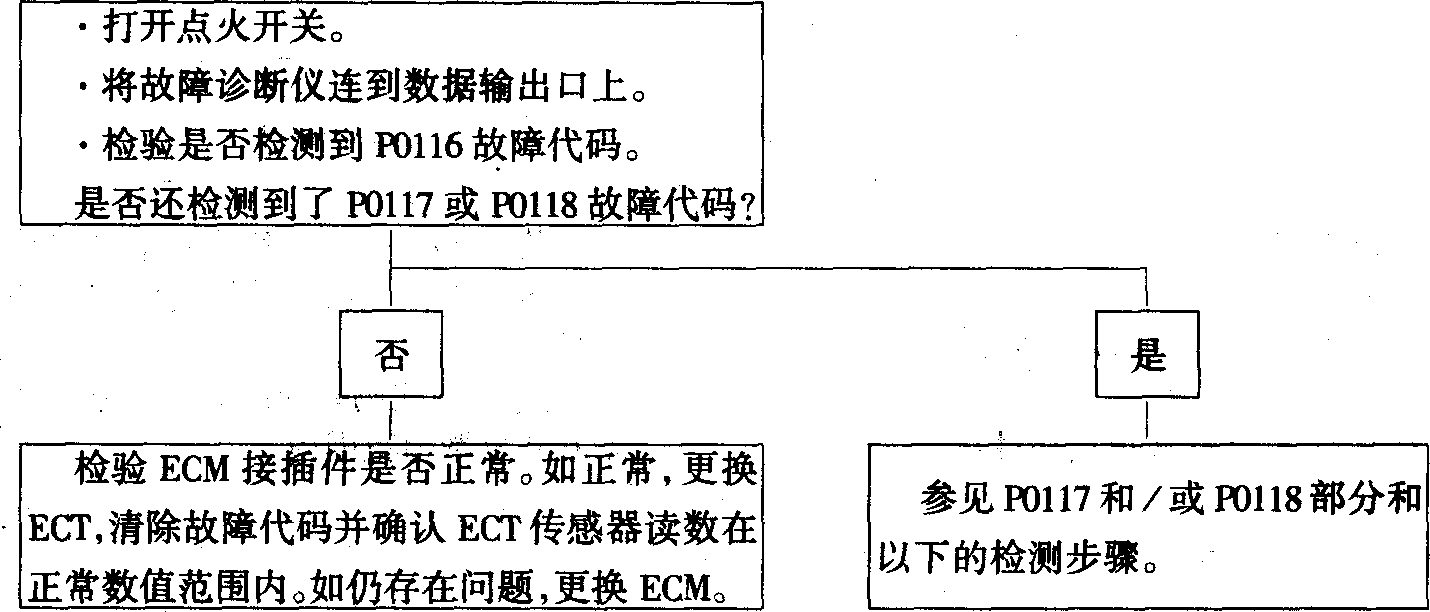 ·打开点火开关。
·将故障诊断仪连到数据输出口上。
·检验是否检测到 P0116 故障代码。
是否还检测到了 P0117 或 P0118 故障代码?
否
是
检验 ECM 接插件是否正常。如正常,更换
ECT,清除故障代码并确认 ECT 传感器读数在
正常数值范围内。如仍存在问题,更换 ECM。
参见 P0117 和/或 P0118 部分和
以下的检测步骤。